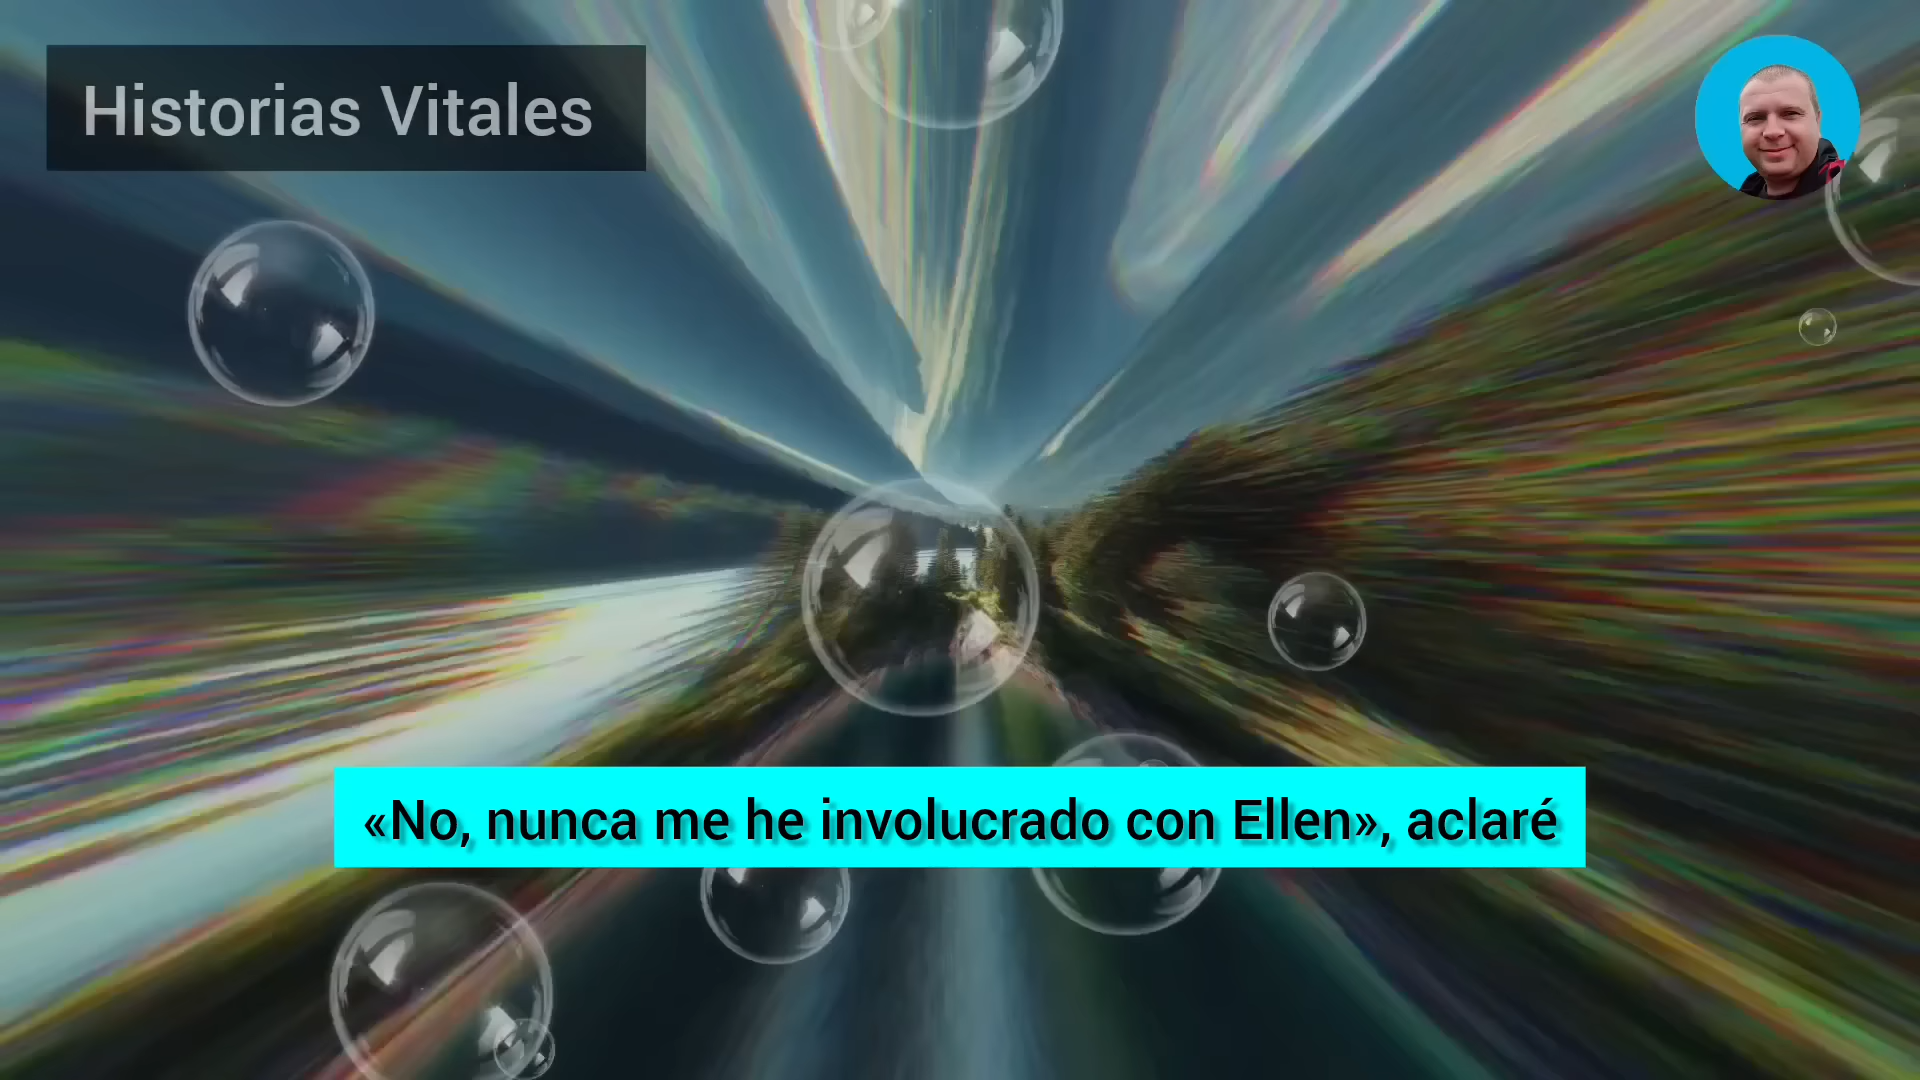 Historias Vitales
«No, nunca me he involucrado con Ellen», aclaré